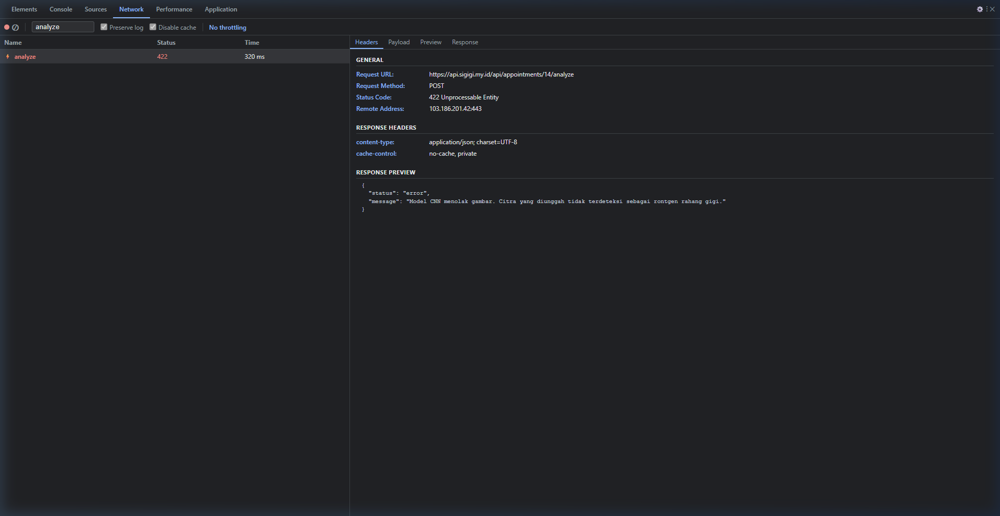 Elements Console Sources Network Performance Application
analyze Preserve log Disable cache No throttling
Name Status Time
analyze 422 320 ms
Headers Payload Preview Response
GENERAL
Request URL: https://api.sigigi.my.id/api/appointments/14/analyze
Request Method: POST
Status Code: 422 Unprocessable Entity
Remote Address: 103.186.201.42:443
RESPONSE HEADERS
content-type: application/json; charset=UTF-8
cache-control: no-cache, private
RESPONSE PREVIEW
{
"status": "error",
"message": "Model CNN menolak gambar. Citra yang diunggah tidak terdeteksi sebagai rontgen rahang gigi."
}